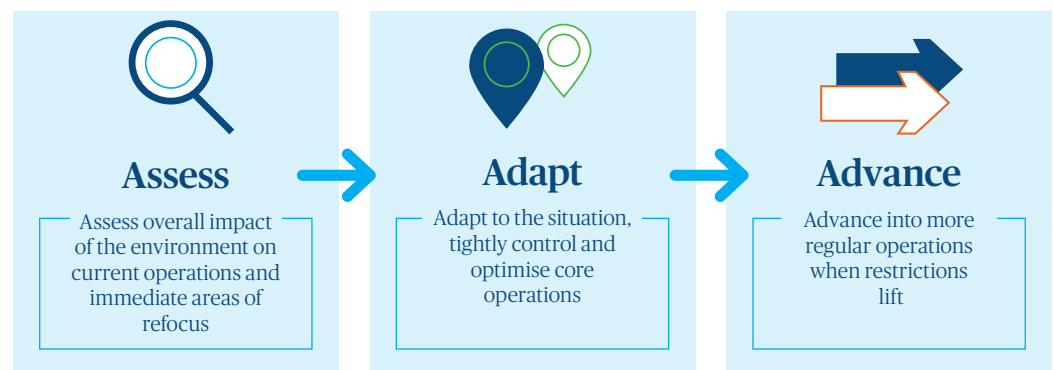 Assess
Assess overall impact
of the environment on
current operations and
immediate areas of
refocus
Adapt
Adapt to the situation,
tightly control and
optimise core
operations
Advance
Advance into more
regular operations
when restrictions
lift